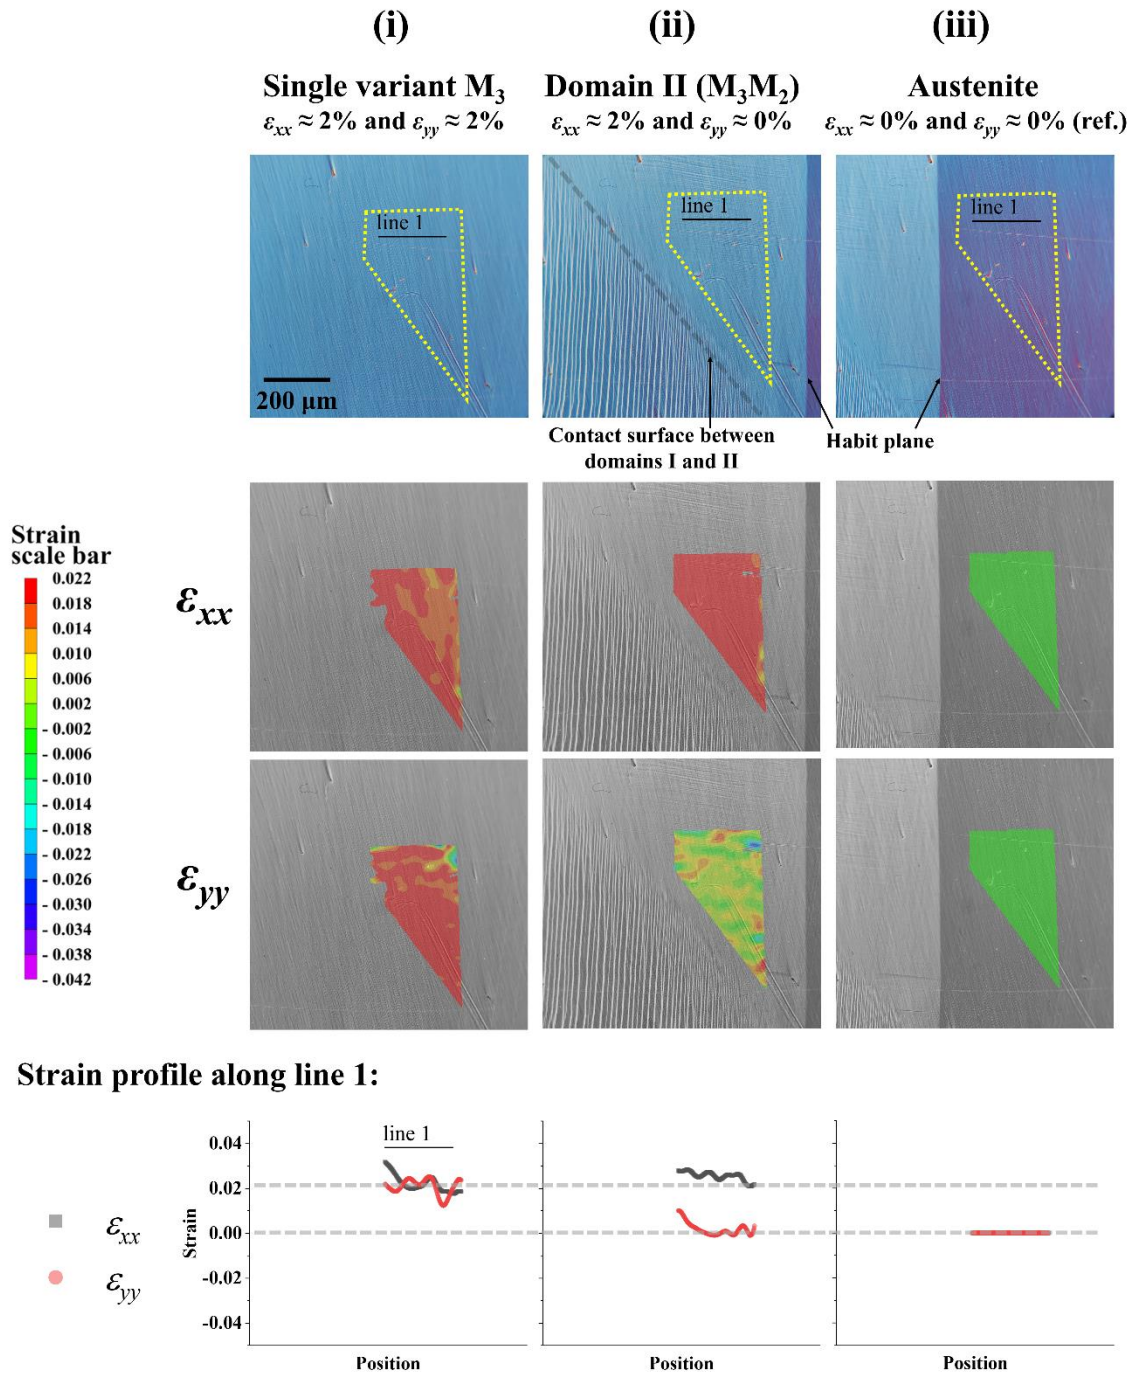 (i)
(ii)
(iii)
Single variant M3
εxx ≈ 2% and εyy ≈ 2%
Domain II (M3M2)
εxx ≈ 2% and εyy ≈ 0%
Austenite
εxx ≈ 0% and εyy ≈ 0% (ref.)
line 1
line 1
line 1
200 μm
Contact surface between
domains I and II
Habit plane
Strain
scale bar
0.022
0.018
0.014
0.010
0.006
0.002
-0.002
-0.006
-0.010
-0.014
-0.018
-0.022
-0.026
-0.030
-0.034
-0.038
-0.042
εxx
εyy
Strain profile along line 1:
line 1
0.04
0.02
0.00
-0.02
-0.04
Strain
εxx
εyy
Position
Position
Position